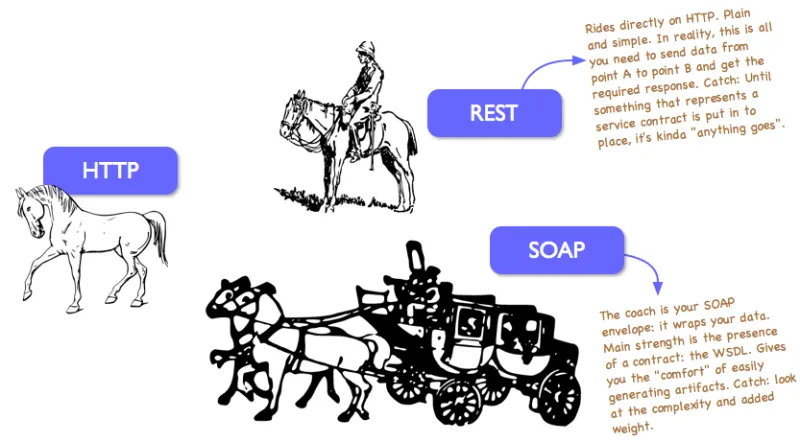 Rides directly on HTTP. Plain
and simple. In reality, this is all
you need to send data from
point A to point B and get the
required response. Catch: Until
something that represents a
service contract is put in to
place, it's kinda "anything goes".
REST
HTTP
SOAP
The coach is your SOAP
envelope: it wraps your data.
Main strength is the presence
of a contract: the WSDL. Gives
you the "comfort" of easily
generating artifacts. Catch: look
at the complexity and added
weight.